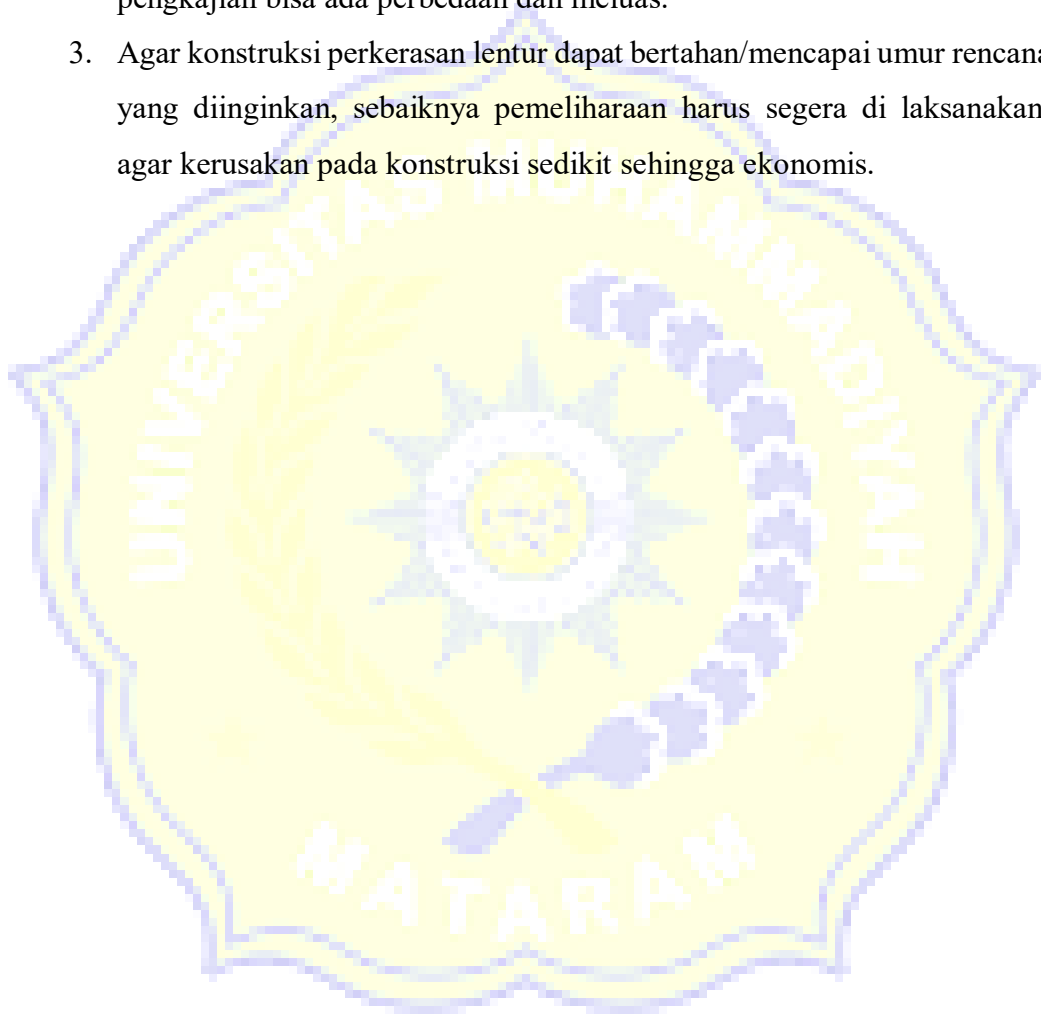 pengkajian bisa ada perbedaan dan meluas.
3. Agar konstruksi perkerasan lentur dapat bertahan/mencapai umur rencana
yang diinginkan, sebaiknya pemeliharaan harus segera di laksanakan
agar kerusakan pada konstruksi sedikit sehingga ekonomis.
UNIVERSITAS MUHAMMADIYAH
MATARAM